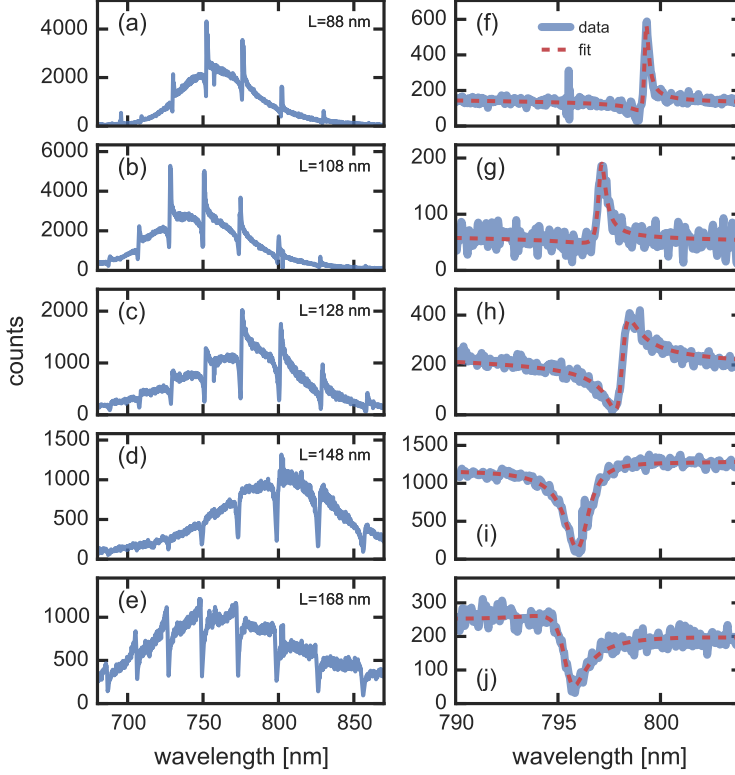 (a) L=88 nm
4000
2000
0
(b) L=108 nm
6000
4000
2000
0
(c) L=128 nm
2000
1000
0
counts
(d) L=148 nm
1500
1000
500
0
(e) L=168 nm
1000
500
0
700 750 800 850
wavelength [nm]
(f) data
fit
600
400
200
0
(g)
200
100
0
(h)
400
200
0
(i)
1500
1000
500
0
(j)
300
200
100
0
790 795 800
wavelength [nm]